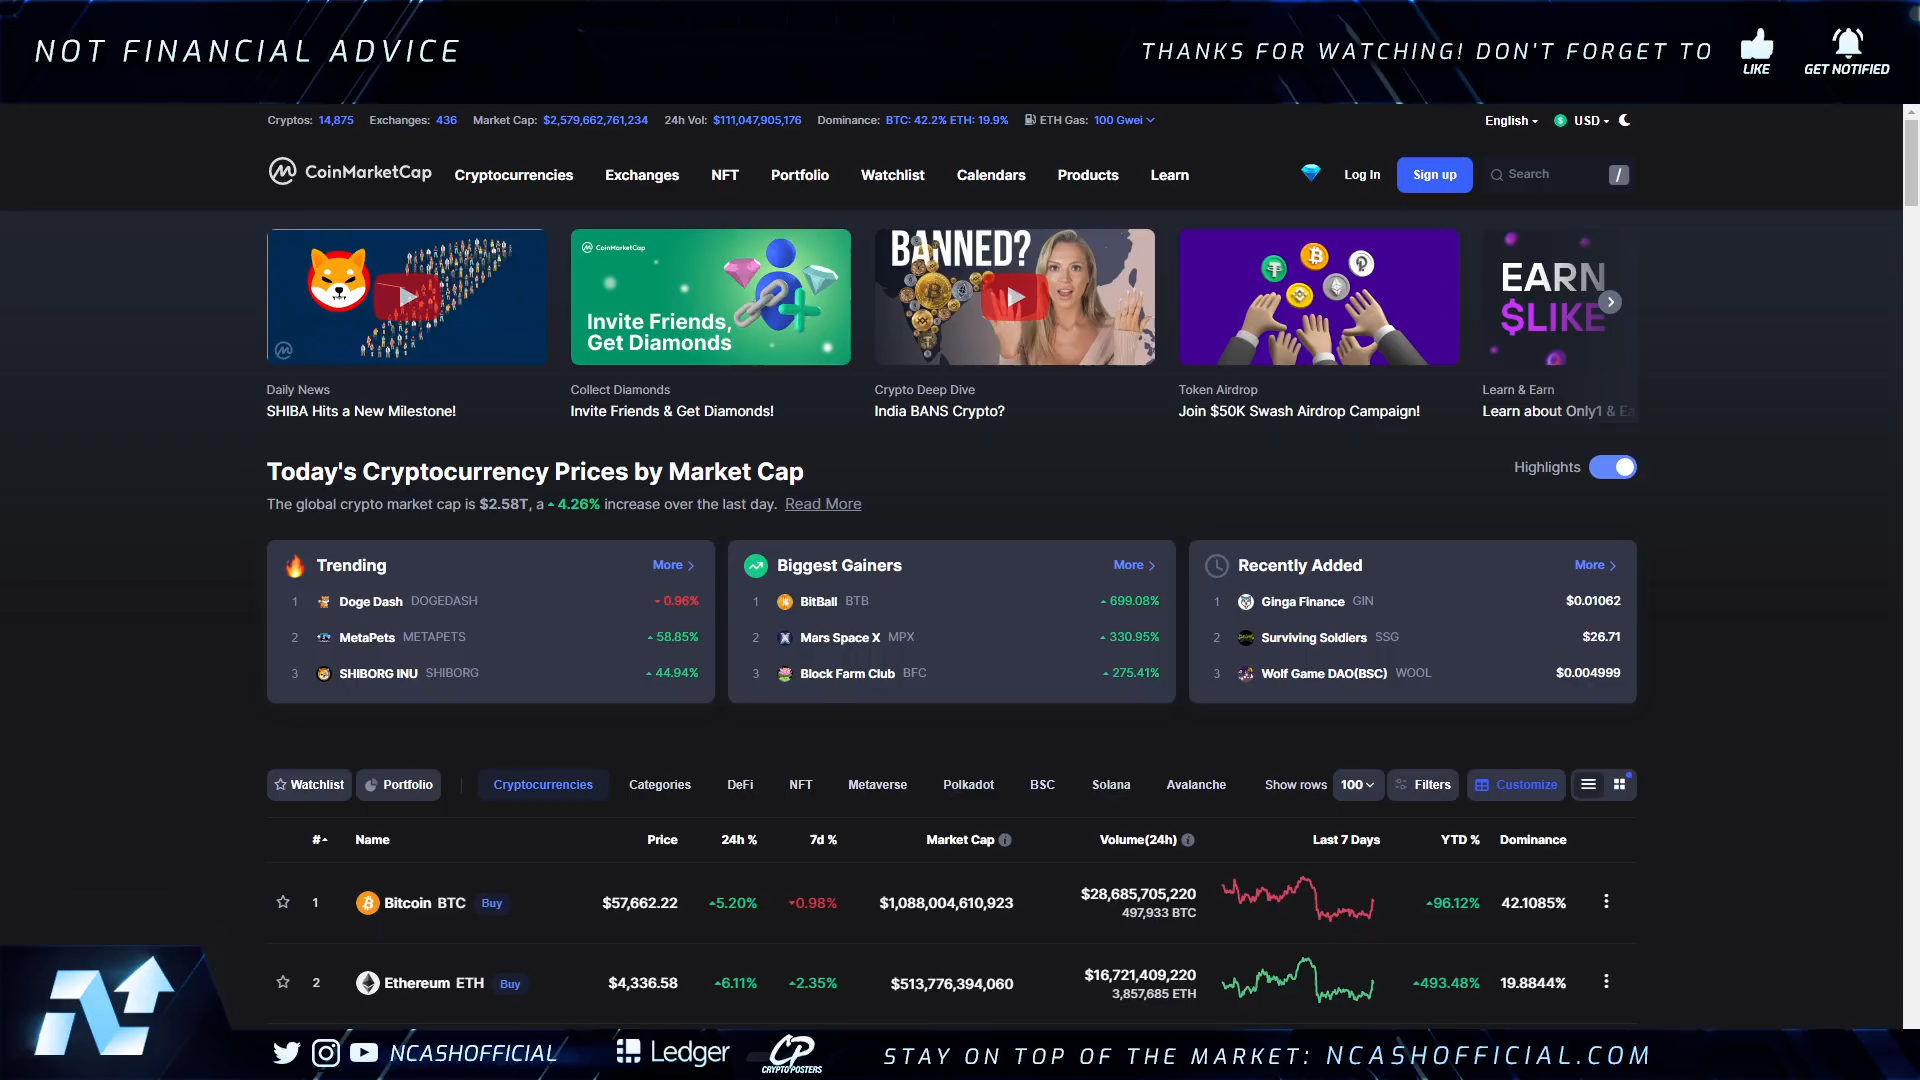 NOT FINANCIAL ADVICE
THANKS FOR WATCHING! DON'T FORGET TO
LIKE
GET NOTIFIED
Cryptos: 14,875 Exchanges: 436 Market Cap: $2,579,662,761,234 24h Vol: $111,047,905,176 Dominance: BTC: 42.2% ETH: 19.9% ETH Gas: 100 Gwei
English USD
CoinMarketCap Cryptocurrencies Exchanges NFT Portfolio Watchlist Calendars Products Learn
Log In Sign up Search /
CoinMarketCap
Invite Friends,
Get Diamonds
BANNED?
EARN
$LIKE
Daily News
SHIBA Hits a New Milestone!
Collect Diamonds
Invite Friends & Get Diamonds!
Crypto Deep Dive
India BANS Crypto?
Token Airdrop
Join $50K Swash Airdrop Campaign!
Learn & Earn
Learn about Only1 & Ea
Today's Cryptocurrency Prices by Market Cap
Highlights
The global crypto market cap is $2.58T, a 4.26% increase over the last day. Read More
Trending More
1 Doge Dash DOGEDASH 0.96%
2 MetaPets METAPETS 58.85%
3 SHIBORG INU SHIBORG 44.94%
Biggest Gainers More
1 BitBall BTB 699.08%
2 Mars Space X MPX 330.95%
3 Block Farm Club BFC 275.41%
Recently Added More
1 Ginga Finance GIN $0.01062
2 Surviving Soldiers SSG $26.71
3 Wolf Game DAO(BSC) WOOL $0.004999
Watchlist Portfolio Cryptocurrencies Categories DeFi NFT Metaverse Polkadot BSC Solana Avalanche Show rows 100 Filters Customize
# Name Price 24h % 7d % Market Cap Volume(24h) Last 7 Days YTD % Dominance
1 Bitcoin BTC Buy $57,662.22 5.20% 0.98% $1,088,004,610,923 $28,685,705,220 96.12% 42.1085%
497,933 BTC
2 Ethereum ETH Buy $4,336.58 6.11% 2.35% $513,776,394,060 $16,721,409,220 493.48% 19.8844%
3,857,685 ETH
NCASHOFFICIAL
Ledger
CP
CRYPTO POSTERS
STAY ON TOP OF THE MARKET: NCASHOFFICIAL.COM